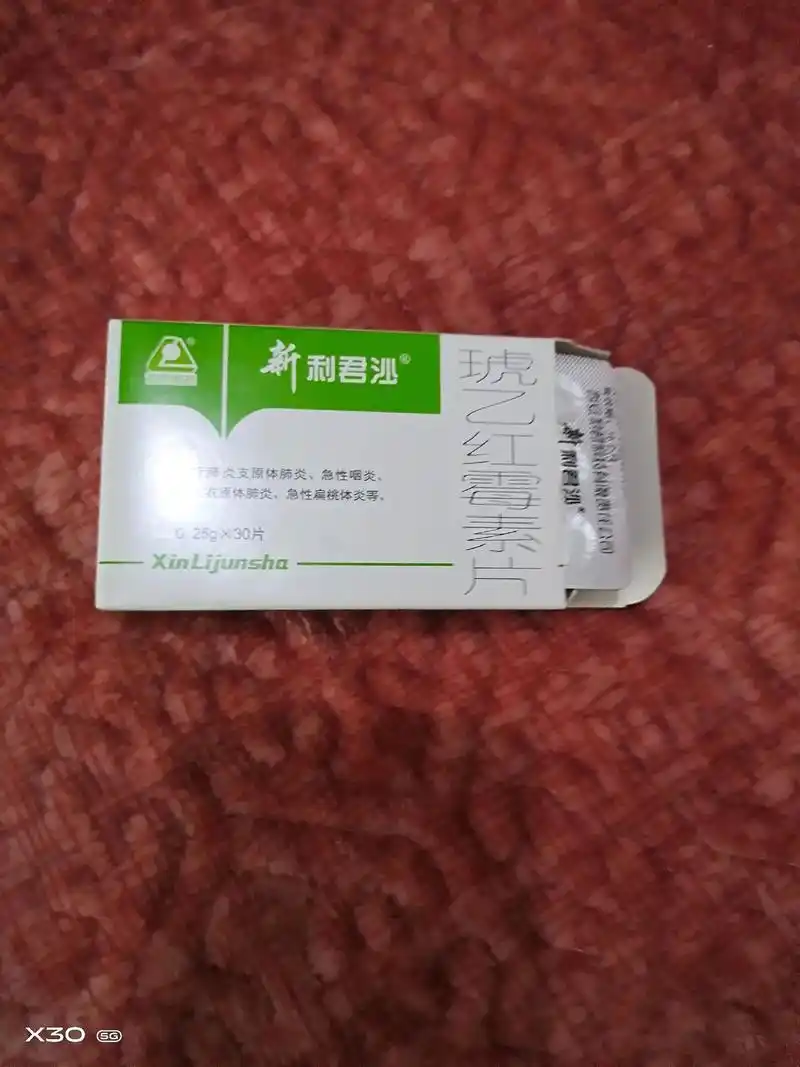 新利君沙®
琥乙红霉素片
肺炎支原体肺炎、急性咽炎、
衣原体肺炎、急性扁桃体炎等。
0.25g×30片
XinLijunsha
新利君沙®
X30 5G